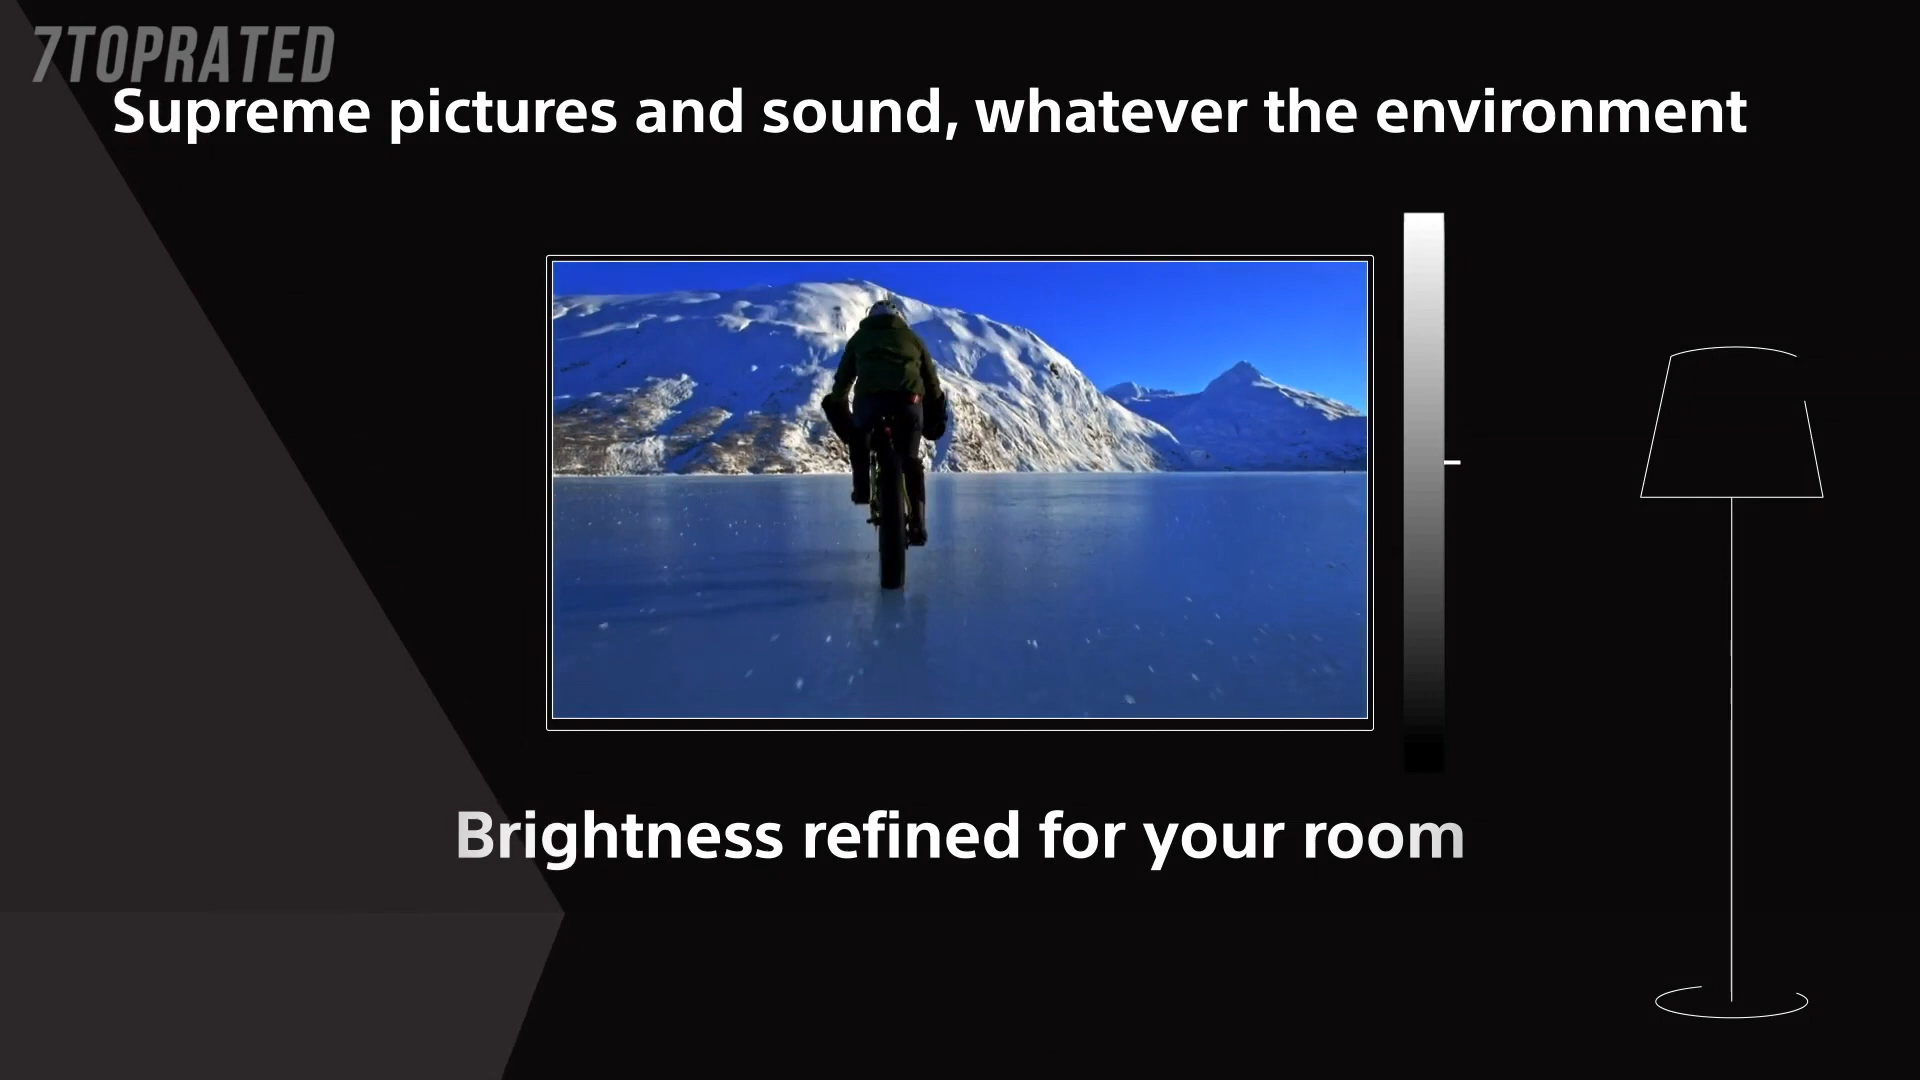 7TOPRATED
Supreme pictures and sound, whatever the environment
Brightness refined for your room